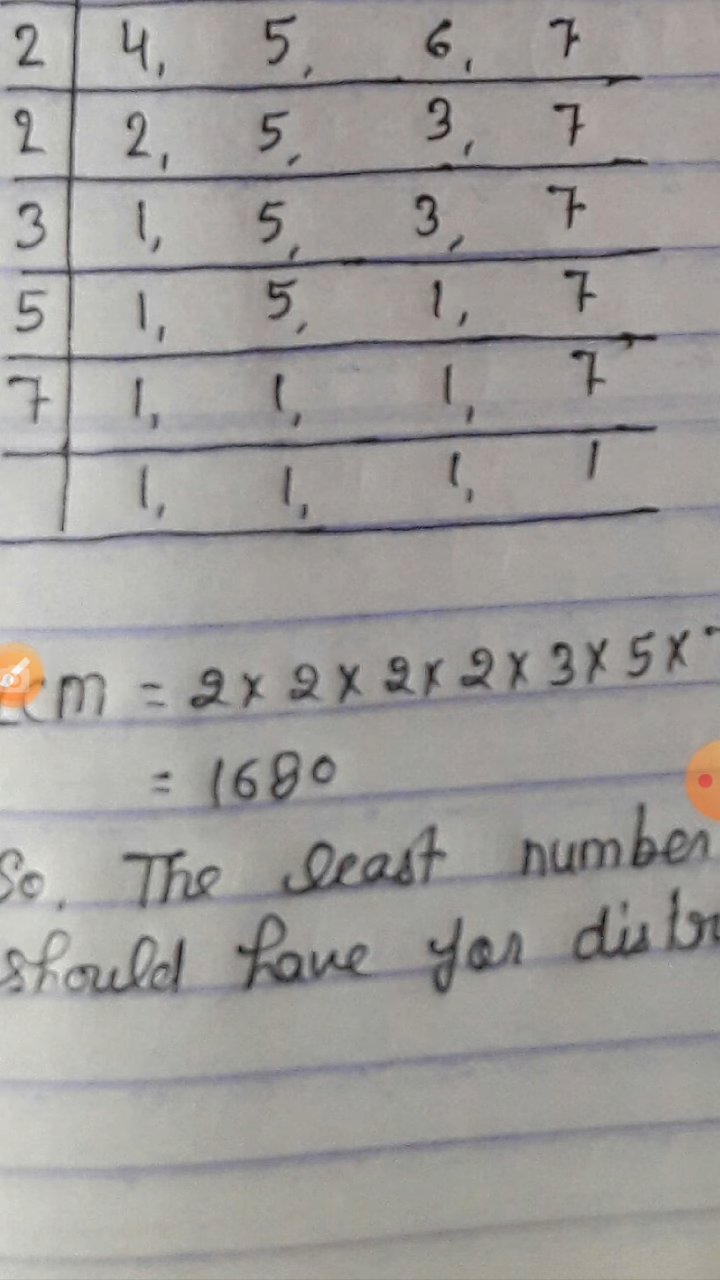 2 4, 5, 6, 7
2 2, 5, 3, 7
3 1, 5, 3, 7
5 1, 5, 1, 7
7 1, 1, 1, 7
1, 1, 1, 1
cm = 2 x 2 x 2 x 2 x 3 x 5 x
= 1680
So. The least number
should have for